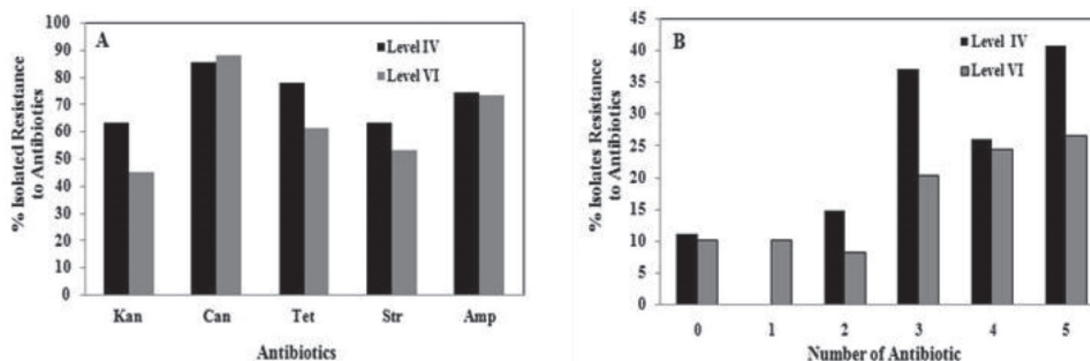 A
Level IV
Level VI
% Isolated Resistance
to Antibiotics
100
90
80
70
60
50
40
30
20
10
0
Kan
Can
Tet
Str
Amp
Antibiotics
B
Level IV
Level VI
% Isolates Resistance
to Antibiotics
45
40
35
30
25
20
15
10
5
0
0
1
2
3
4
5
Number of Antibiotic